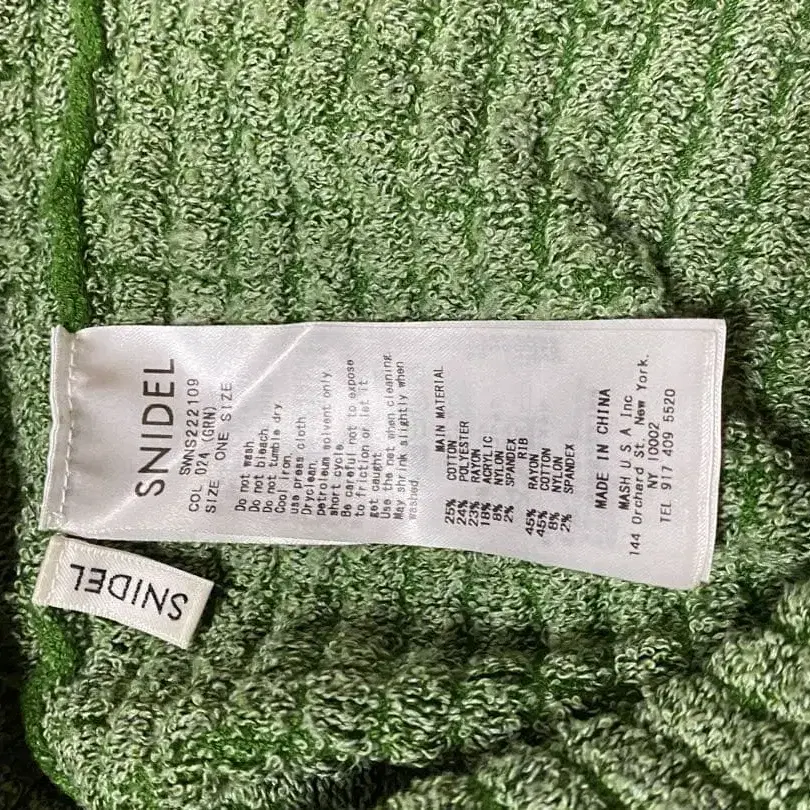 SNIDEL
SWNS222109
COL 024 (GRN)
SIZE ONE SIZE
Do not wash.
Do not bleach.
Do not tumble dry
Cool iron.
use press cloth.
Dryclean.
petroleum solvent only.
short cycle.
Be careful not to expose
to friction or let it
get caught.
Use the net when cleaning.
May shrink slightly when
washed.
MAIN MATERIAL
25% COTTON
24% POLYESTER
23% RAYON
18% ACRYLIC
8% NYLON
2% SPANDEX
RIB
45% RAYON
45% COTTON
8% NYLON
2% SPANDEX
MADE IN CHINA
MASH U S A Inc
144 Orchard St. New York.
NY 10002
TEL 917 409 5520
SNIDEL